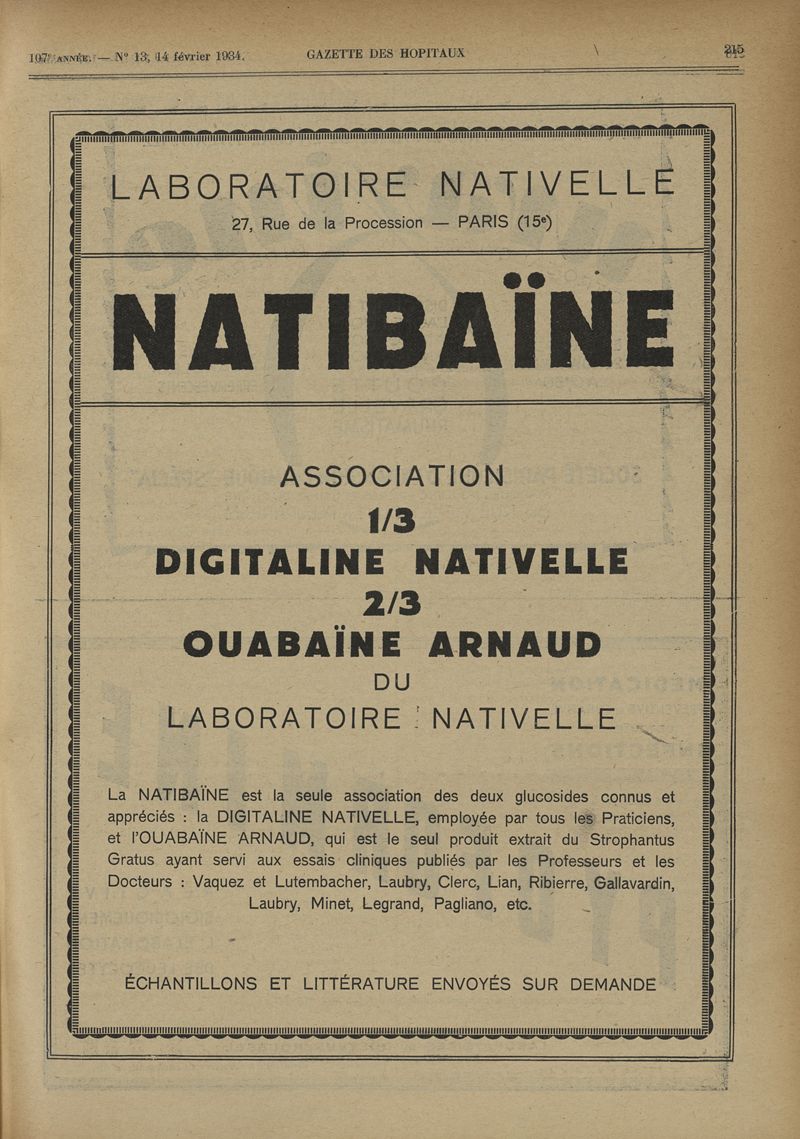 107e ANNÉE. — N° 13, 14 février 1934.
GAZETTE DES HOPITAUX
215
LABORATOIRE NATIVELLE
27, Rue de la Procession — PARIS (15e)
NATIBAÏNE
ASSOCIATION
1/3
DIGITALINE NATIVELLE
2/3
OUABAÏNE ARNAUD
DU
LABORATOIRE NATIVELLE
La NATIBAÏNE est la seule association des deux glucosides connus et
appréciés : la DIGITALINE NATIVELLE, employée par tous les Praticiens,
et l'OUABAÏNE ARNAUD, qui est le seul produit extrait du Strophantus
Gratus ayant servi aux essais cliniques publiés par les Professeurs et les
Docteurs : Vaquez et Lutembacher, Laubry, Clerc, Lian, Ribierre, Gallavardin,
Laubry, Minet, Legrand, Pagliano, etc.
ÉCHANTILLONS ET LITTÉRATURE ENVOYÉS SUR DEMANDE